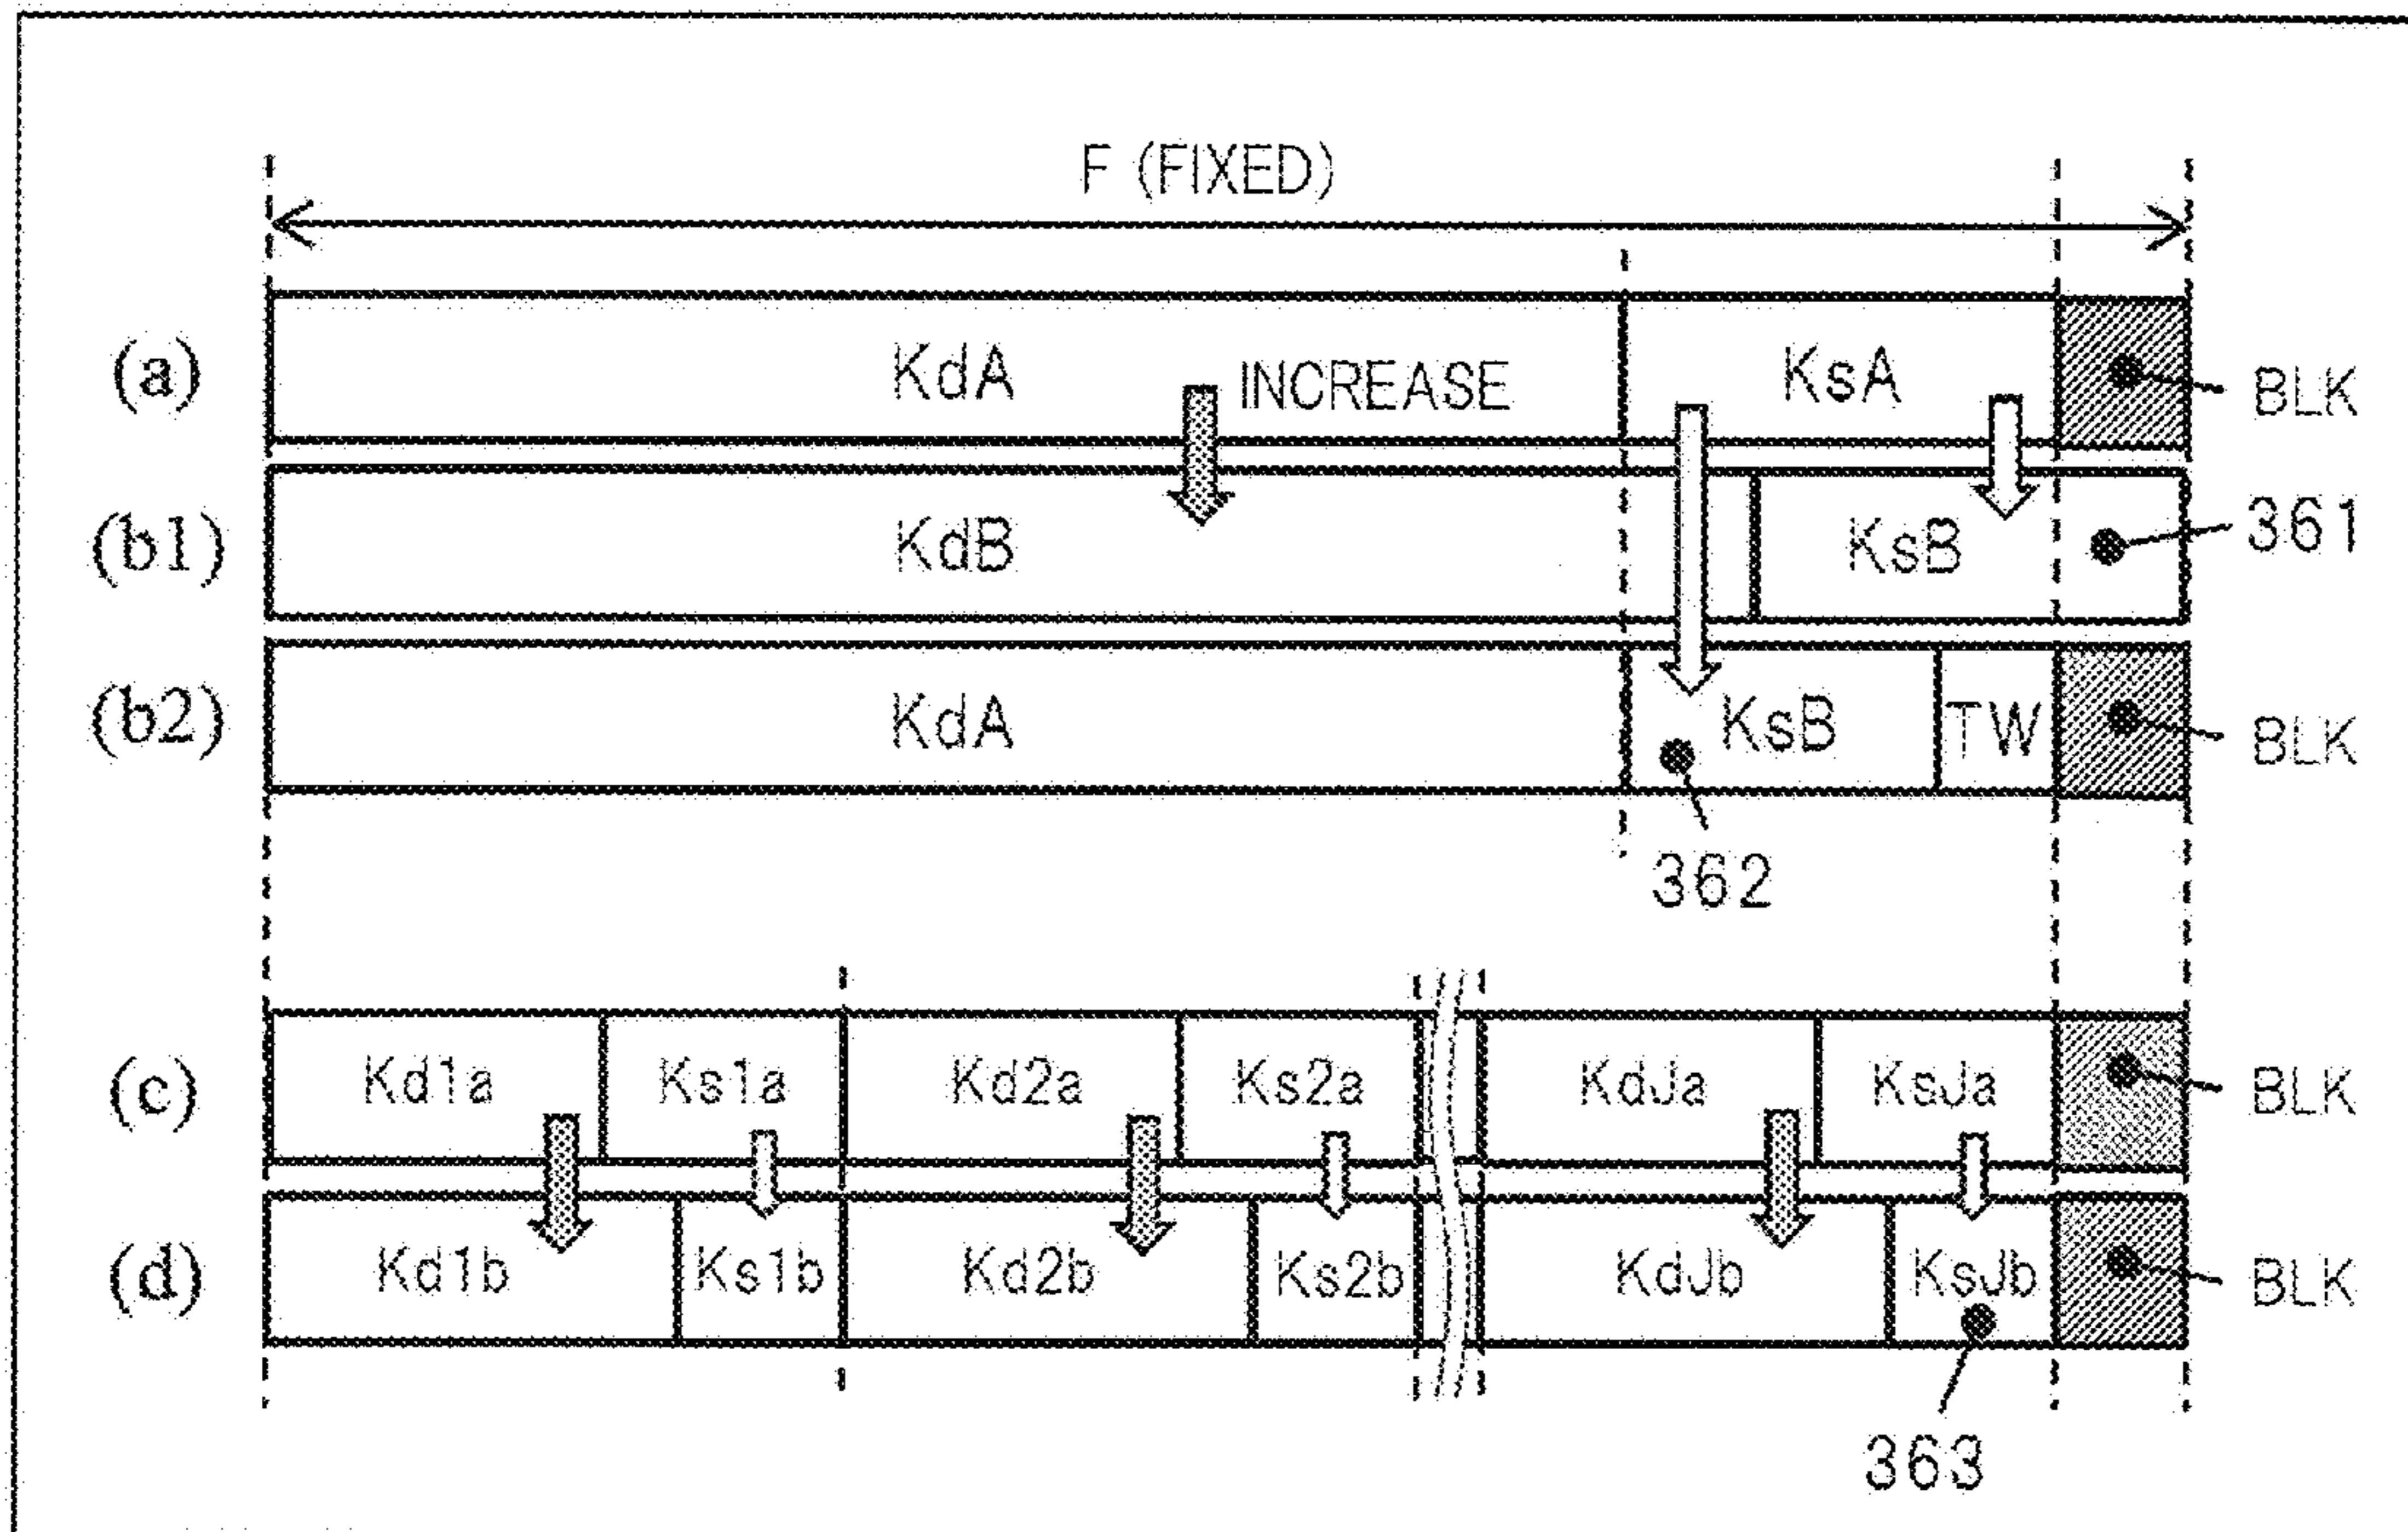 F (FIXED)
(a) KdA INCREASE KsA BLK
(b1) KdB KsB 361
(b2) KdA KsB TW BLK
362
(c) Kd1a Ks1a Kd2a Ks2a KdJa KsJa BLK
(d) Kd1b Ks1b Kd2b Ks2b KdJb KsJb BLK
363